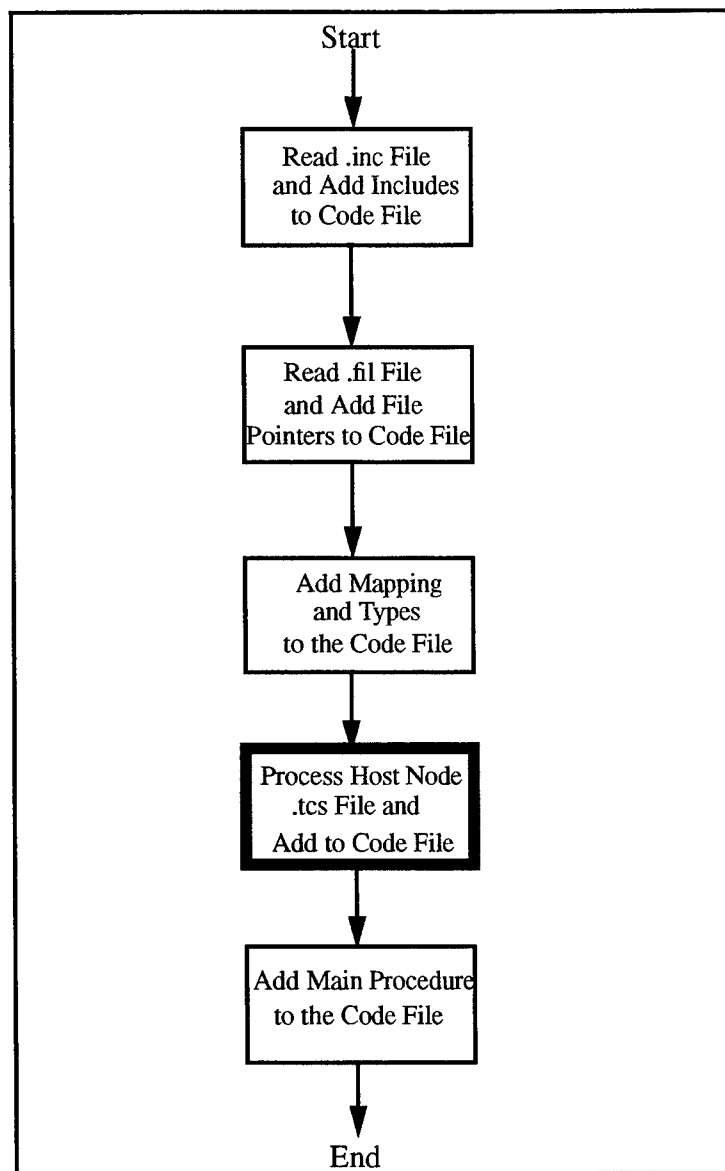 Start
Read .inc File
and Add Includes
to Code File
Read .fil File
and Add File
Pointers to Code File
Add Mapping
and Types
to the Code File
Process Host Node
.tcs File and
Add to Code File
Add Main Procedure
to the Code File
End